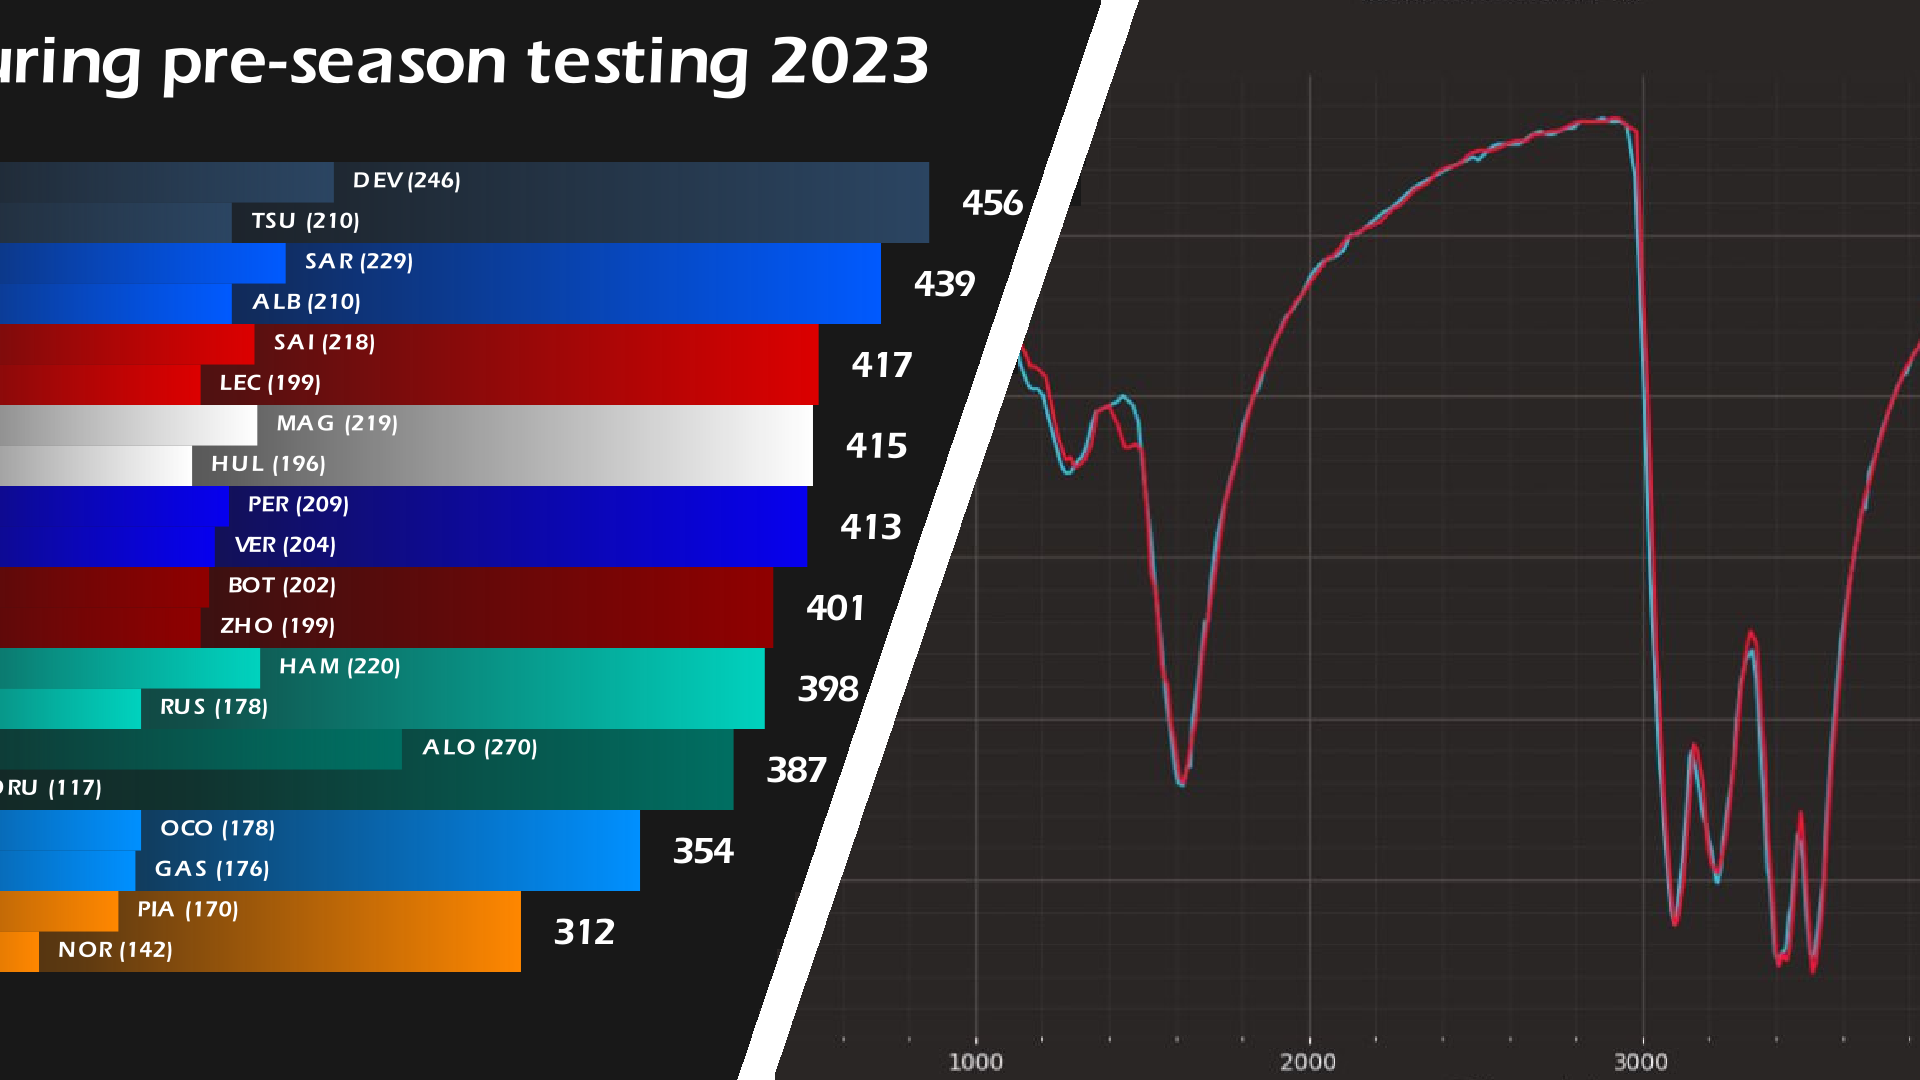 uring pre-season testing 2023
DEV (246)
456
TSU (210)
SAR (229)
439
ALB (210)
SAI (218)
417
LEC (199)
MAG (219)
415
HUL (196)
PER (209)
413
VER (204)
BOT (202)
401
ZHO (199)
HAM (220)
398
RUS (178)
ALO (270)
387
DRU (117)
OCO (178)
354
GAS (176)
PIA (170)
312
NOR (142)
1000 2000 3000